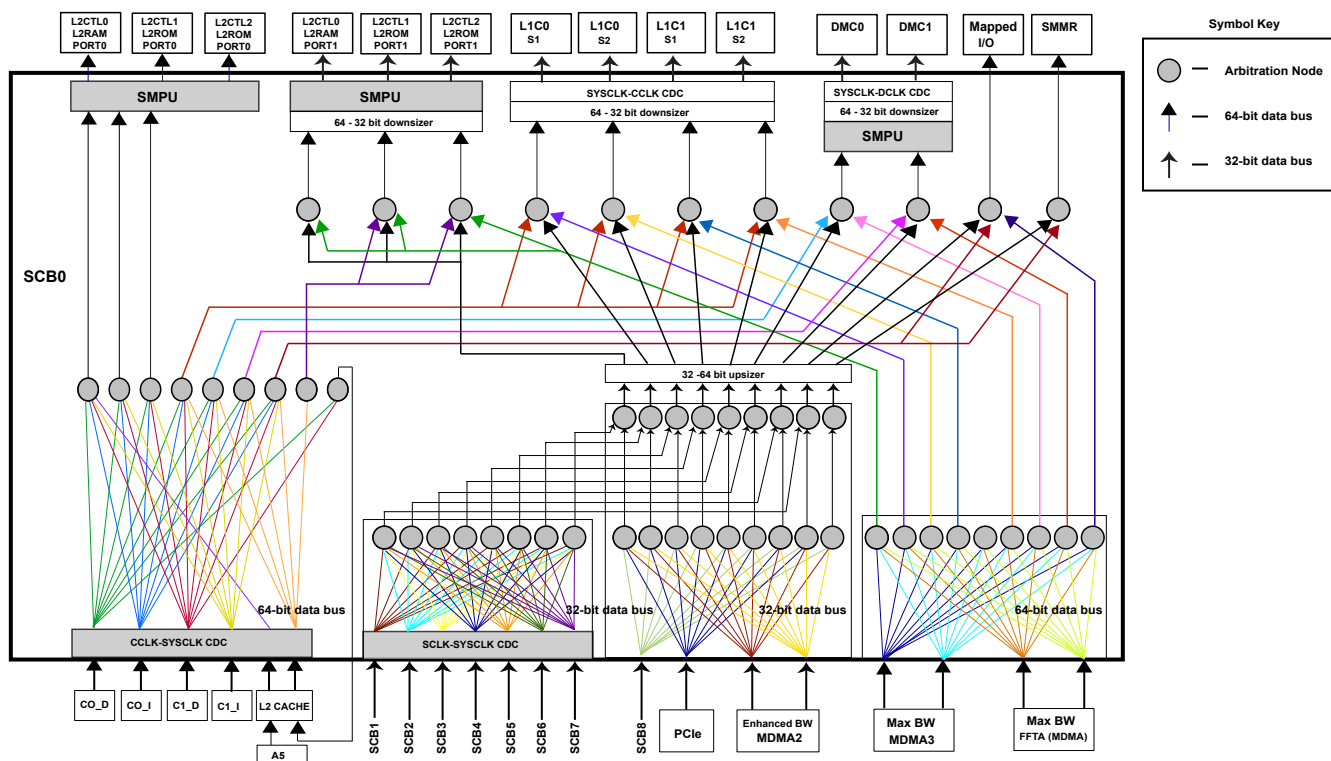 L2CTL0
L2RAM
PORT0
L2CTL1
L2ROM
PORT0
L2CTL2
L2ROM
PORT0
L2CTL0
L2RAM
PORT1
L2CTL1
L2ROM
PORT1
L2CTL2
L2ROM
PORT1
L1C0
S1
L1C0
S2
L1C1
S1
L1C1
S2
DMC0
DMC1
Mapped
I/O
SMMR
Symbol Key
Arbitration Node
64-bit data bus
32-bit data bus
SMPU
SMPU
64 - 32 bit downsizer
SYSCLK-CCLK CDC
64 - 32 bit downsizer
SYSCLK-DCLK CDC
64 - 32 bit downsizer
SMPU
SCB0
32 -64 bit upsizer
64-bit data bus
32-bit data bus
32-bit data bus
64-bit data bus
CCLK-SYSCLK CDC
SCLK-SYSCLK CDC
CO_D
CO_I
C1_D
C1_I
L2 CACHE
A5
SCB1
SCB2
SCB3
SCB4
SCB5
SCB6
SCB7
SCB8
PCIe
Enhanced BW
MDMA2
Max BW
MDMA3
Max BW
FFTA (MDMA)